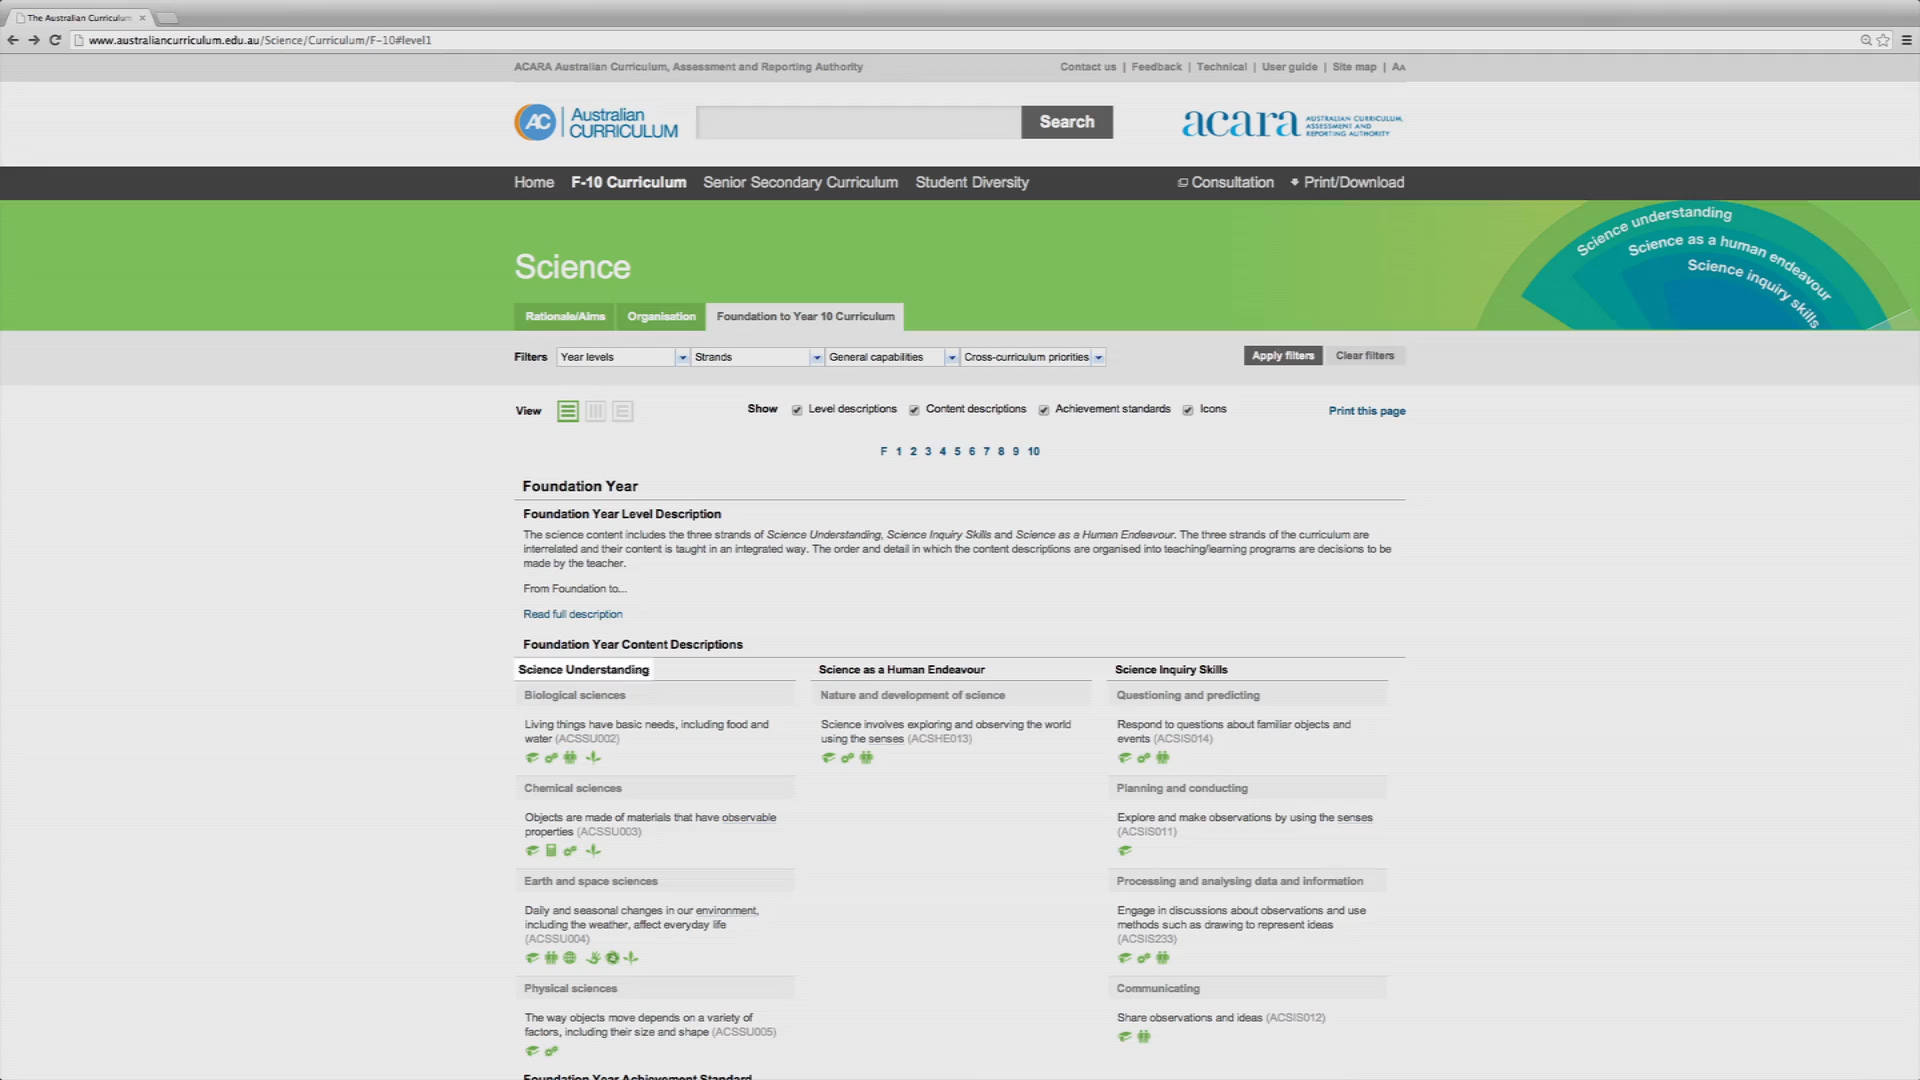 The Australian Curriculum
www.australiancurriculum.edu.au/Science/Curriculum/F-10#level1
ACARA Australian Curriculum, Assessment and Reporting Authority
Contact us | Feedback | Technical | User guide | Site map | AA
AC Australian CURRICULUM
Search
acara AUSTRALIAN CURRICULUM, ASSESSMENT AND REPORTING AUTHORITY
Home F-10 Curriculum Senior Secondary Curriculum Student Diversity Consultation Print/Download
Science understanding
Science as a human endeavour
Science inquiry skills
Science
Rationale/Aims Organisation Foundation to Year 10 Curriculum
Filters Year levels Strands General capabilities Cross-curriculum priorities Apply filters Clear filters
View Show Level descriptions Content descriptions Achievement standards Icons Print this page
F 1 2 3 4 5 6 7 8 9 10
Foundation Year
Foundation Year Level Description
The science content includes the three strands of Science Understanding, Science Inquiry Skills and Science as a Human Endeavour. The three strands of the curriculum are
interrelated and their content is taught in an integrated way. The order and detail in which the content descriptions are organised into teaching/learning programs are decisions to be
made by the teacher.
From Foundation to...
Read full description
Foundation Year Content Descriptions
Science Understanding
Biological sciences
Living things have basic needs, including food and
water (ACSSU002)
Chemical sciences
Objects are made of materials that have observable
properties (ACSSU003)
Earth and space sciences
Daily and seasonal changes in our environment,
including the weather, affect everyday life
(ACSSU004)
Physical sciences
The way objects move depends on a variety of
factors, including their size and shape (ACSSU005)
Science as a Human Endeavour
Nature and development of science
Science involves exploring and observing the world
using the senses (ACSHE013)
Science Inquiry Skills
Questioning and predicting
Respond to questions about familiar objects and
events (ACSIS014)
Planning and conducting
Explore and make observations by using the senses
(ACSIS011)
Processing and analysing data and information
Engage in discussions about observations and use
methods such as drawing to represent ideas
(ACSIS233)
Communicating
Share observations and ideas (ACSIS012)
Foundation Year Achievement Standard